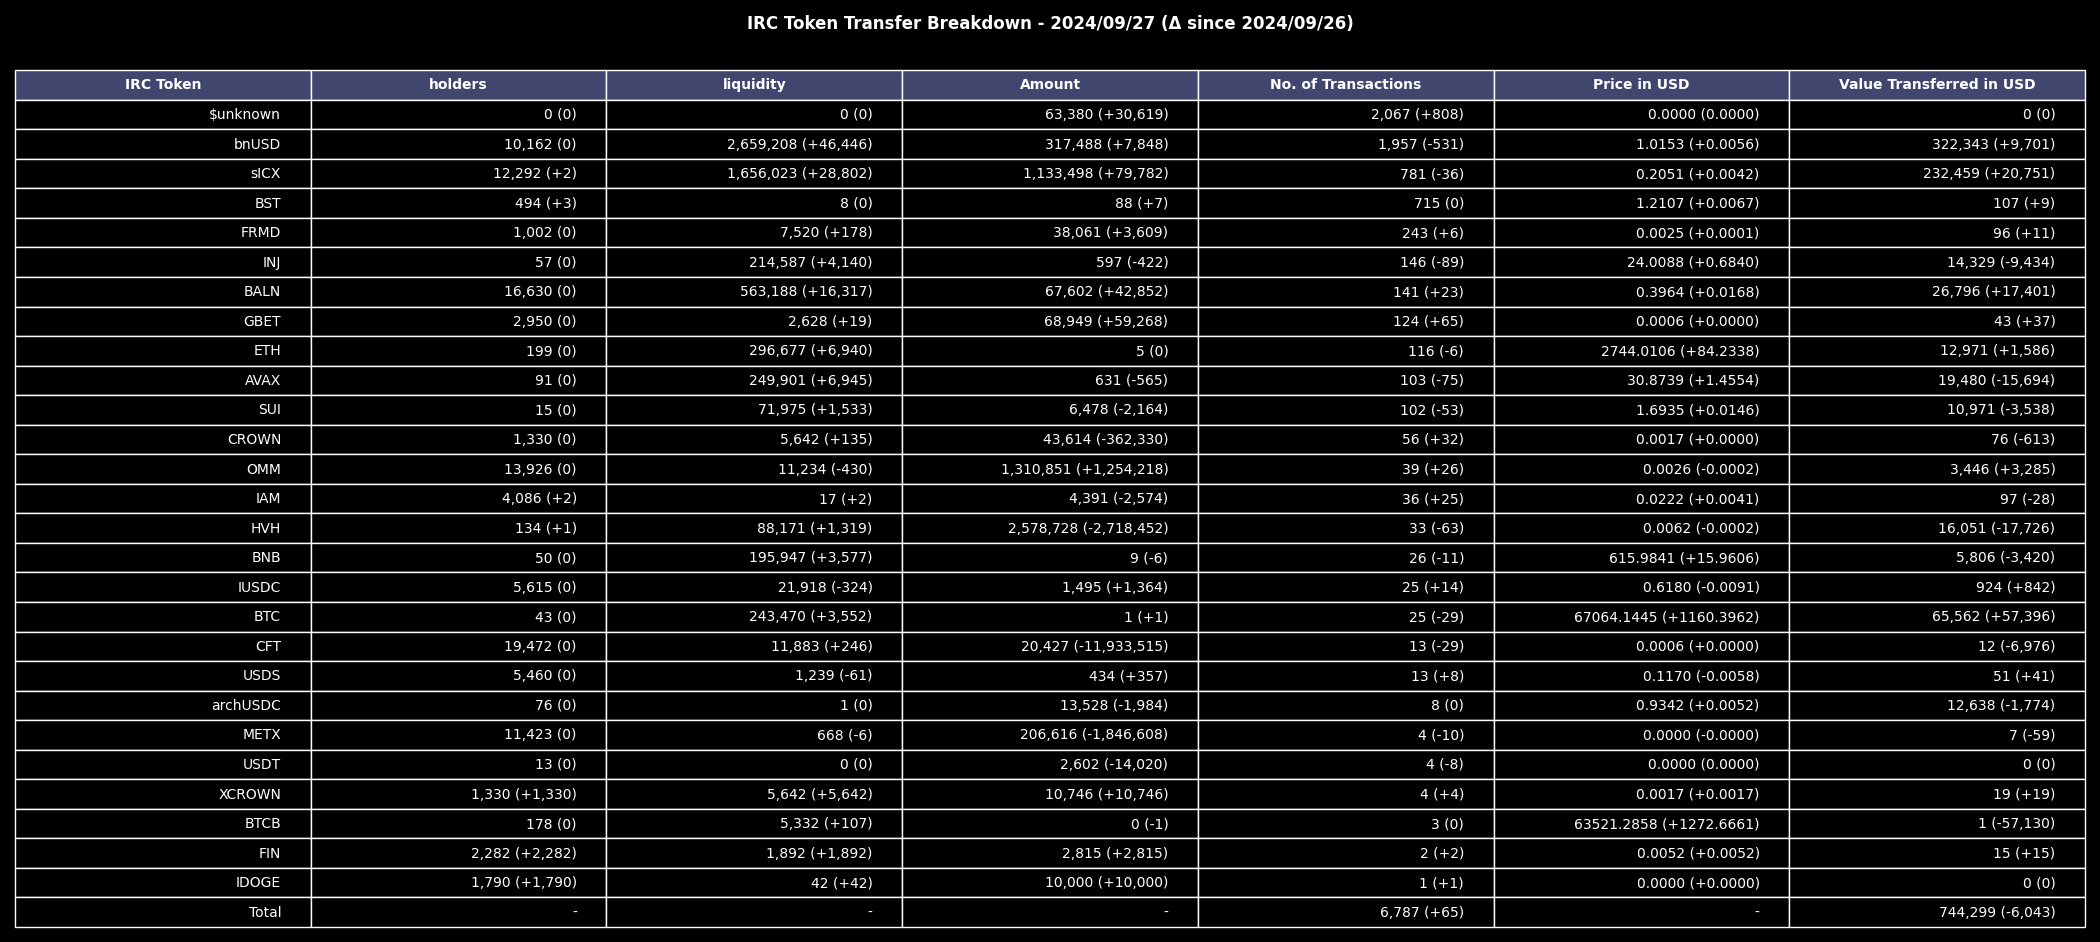 IRC Token Transfer Breakdown - 2024/09/27 (Δ since 2024/09/26)
IRC Token holders liquidity Amount No. of Transactions Price in USD Value Transferred in USD
$unknown 0 (0) 0 (0) 63,380 (+30,619) 2,067 (+808) 0.0000 (0.0000) 0 (0)
bnUSD 10,162 (0) 2,659,208 (+46,446) 317,488 (+7,848) 1,957 (-531) 1.0153 (+0.0056) 322,343 (+9,701)
sICX 12,292 (+2) 1,656,023 (+28,802) 1,133,498 (+79,782) 781 (-36) 0.2051 (+0.0042) 232,459 (+20,751)
BST 494 (+3) 8 (0) 88 (+7) 715 (0) 1.2107 (+0.0067) 107 (+9)
FRMD 1,002 (0) 7,520 (+178) 38,061 (+3,609) 243 (+6) 0.0025 (+0.0001) 96 (+11)
INJ 57 (0) 214,587 (+4,140) 597 (-422) 146 (-89) 24.0088 (+0.6840) 14,329 (-9,434)
BALN 16,630 (0) 563,188 (+16,317) 67,602 (+42,852) 141 (+23) 0.3964 (+0.0168) 26,796 (+17,401)
GBET 2,950 (0) 2,628 (+19) 68,949 (+59,268) 124 (+65) 0.0006 (+0.0000) 43 (+37)
ETH 199 (0) 296,677 (+6,940) 5 (0) 116 (-6) 2744.0106 (+84.2338) 12,971 (+1,586)
AVAX 91 (0) 249,901 (+6,945) 631 (-565) 103 (-75) 30.8739 (+1.4554) 19,480 (-15,694)
SUI 15 (0) 71,975 (+1,533) 6,478 (-2,164) 102 (-53) 1.6935 (+0.0146) 10,971 (-3,538)
CROWN 1,330 (0) 5,642 (+135) 43,614 (-362,330) 56 (+32) 0.0017 (+0.0000) 76 (-613)
OMM 13,926 (0) 11,234 (-430) 1,310,851 (+1,254,218) 39 (+26) 0.0026 (-0.0002) 3,446 (+3,285)
IAM 4,086 (+2) 17 (+2) 4,391 (-2,574) 36 (+25) 0.0222 (+0.0041) 97 (-28)
HVH 134 (+1) 88,171 (+1,319) 2,578,728 (-2,718,452) 33 (-63) 0.0062 (-0.0002) 16,051 (-17,726)
BNB 50 (0) 195,947 (+3,577) 9 (-6) 26 (-11) 615.9841 (+15.9606) 5,806 (-3,420)
IUSDC 5,615 (0) 21,918 (-324) 1,495 (+1,364) 25 (+14) 0.6180 (-0.0091) 924 (+842)
BTC 43 (0) 243,470 (+3,552) 1 (+1) 25 (-29) 67064.1445 (+1160.3962) 65,562 (+57,396)
CFT 19,472 (0) 11,883 (+246) 20,427 (-11,933,515) 13 (-29) 0.0006 (+0.0000) 12 (-6,976)
USDS 5,460 (0) 1,239 (-61) 434 (+357) 13 (+8) 0.1170 (-0.0058) 51 (+41)
archUSDC 76 (0) 1 (0) 13,528 (-1,984) 8 (0) 0.9342 (+0.0052) 12,638 (-1,774)
METX 11,423 (0) 668 (-6) 206,616 (-1,846,608) 4 (-10) 0.0000 (-0.0000) 7 (-59)
USDT 13 (0) 0 (0) 2,602 (-14,020) 4 (-8) 0.0000 (0.0000) 0 (0)
XCROWN 1,330 (+1,330) 5,642 (+5,642) 10,746 (+10,746) 4 (+4) 0.0017 (+0.0017) 19 (+19)
BTCB 178 (0) 5,332 (+107) 0 (-1) 3 (0) 63521.2858 (+1272.6661) 1 (-57,130)
FIN 2,282 (+2,282) 1,892 (+1,892) 2,815 (+2,815) 2 (+2) 0.0052 (+0.0052) 15 (+15)
IDOGE 1,790 (+1,790) 42 (+42) 10,000 (+10,000) 1 (+1) 0.0000 (+0.0000) 0 (0)
Total - - - 6,787 (+65) - 744,299 (-6,043)